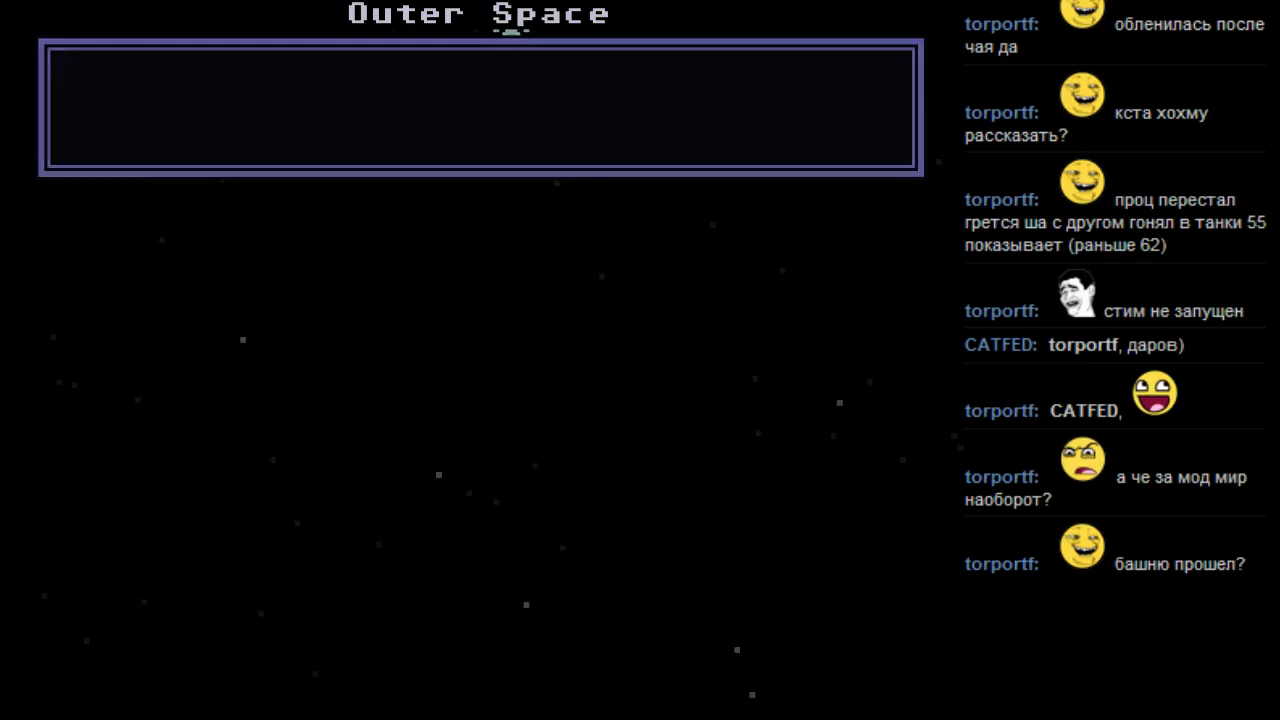 Outer Space
torportf: обленилась после
чая да
torportf: кста хохму
рассказать?
torportf: проц перестал
грется ша с другом гонял в танки 55
показывает (раньше 62)
torportf: стим не запущен
CATFED: torportf, даров)
torportf: CATFED,
torportf: а че за мод мир
наоборот?
torportf: башню прошел?